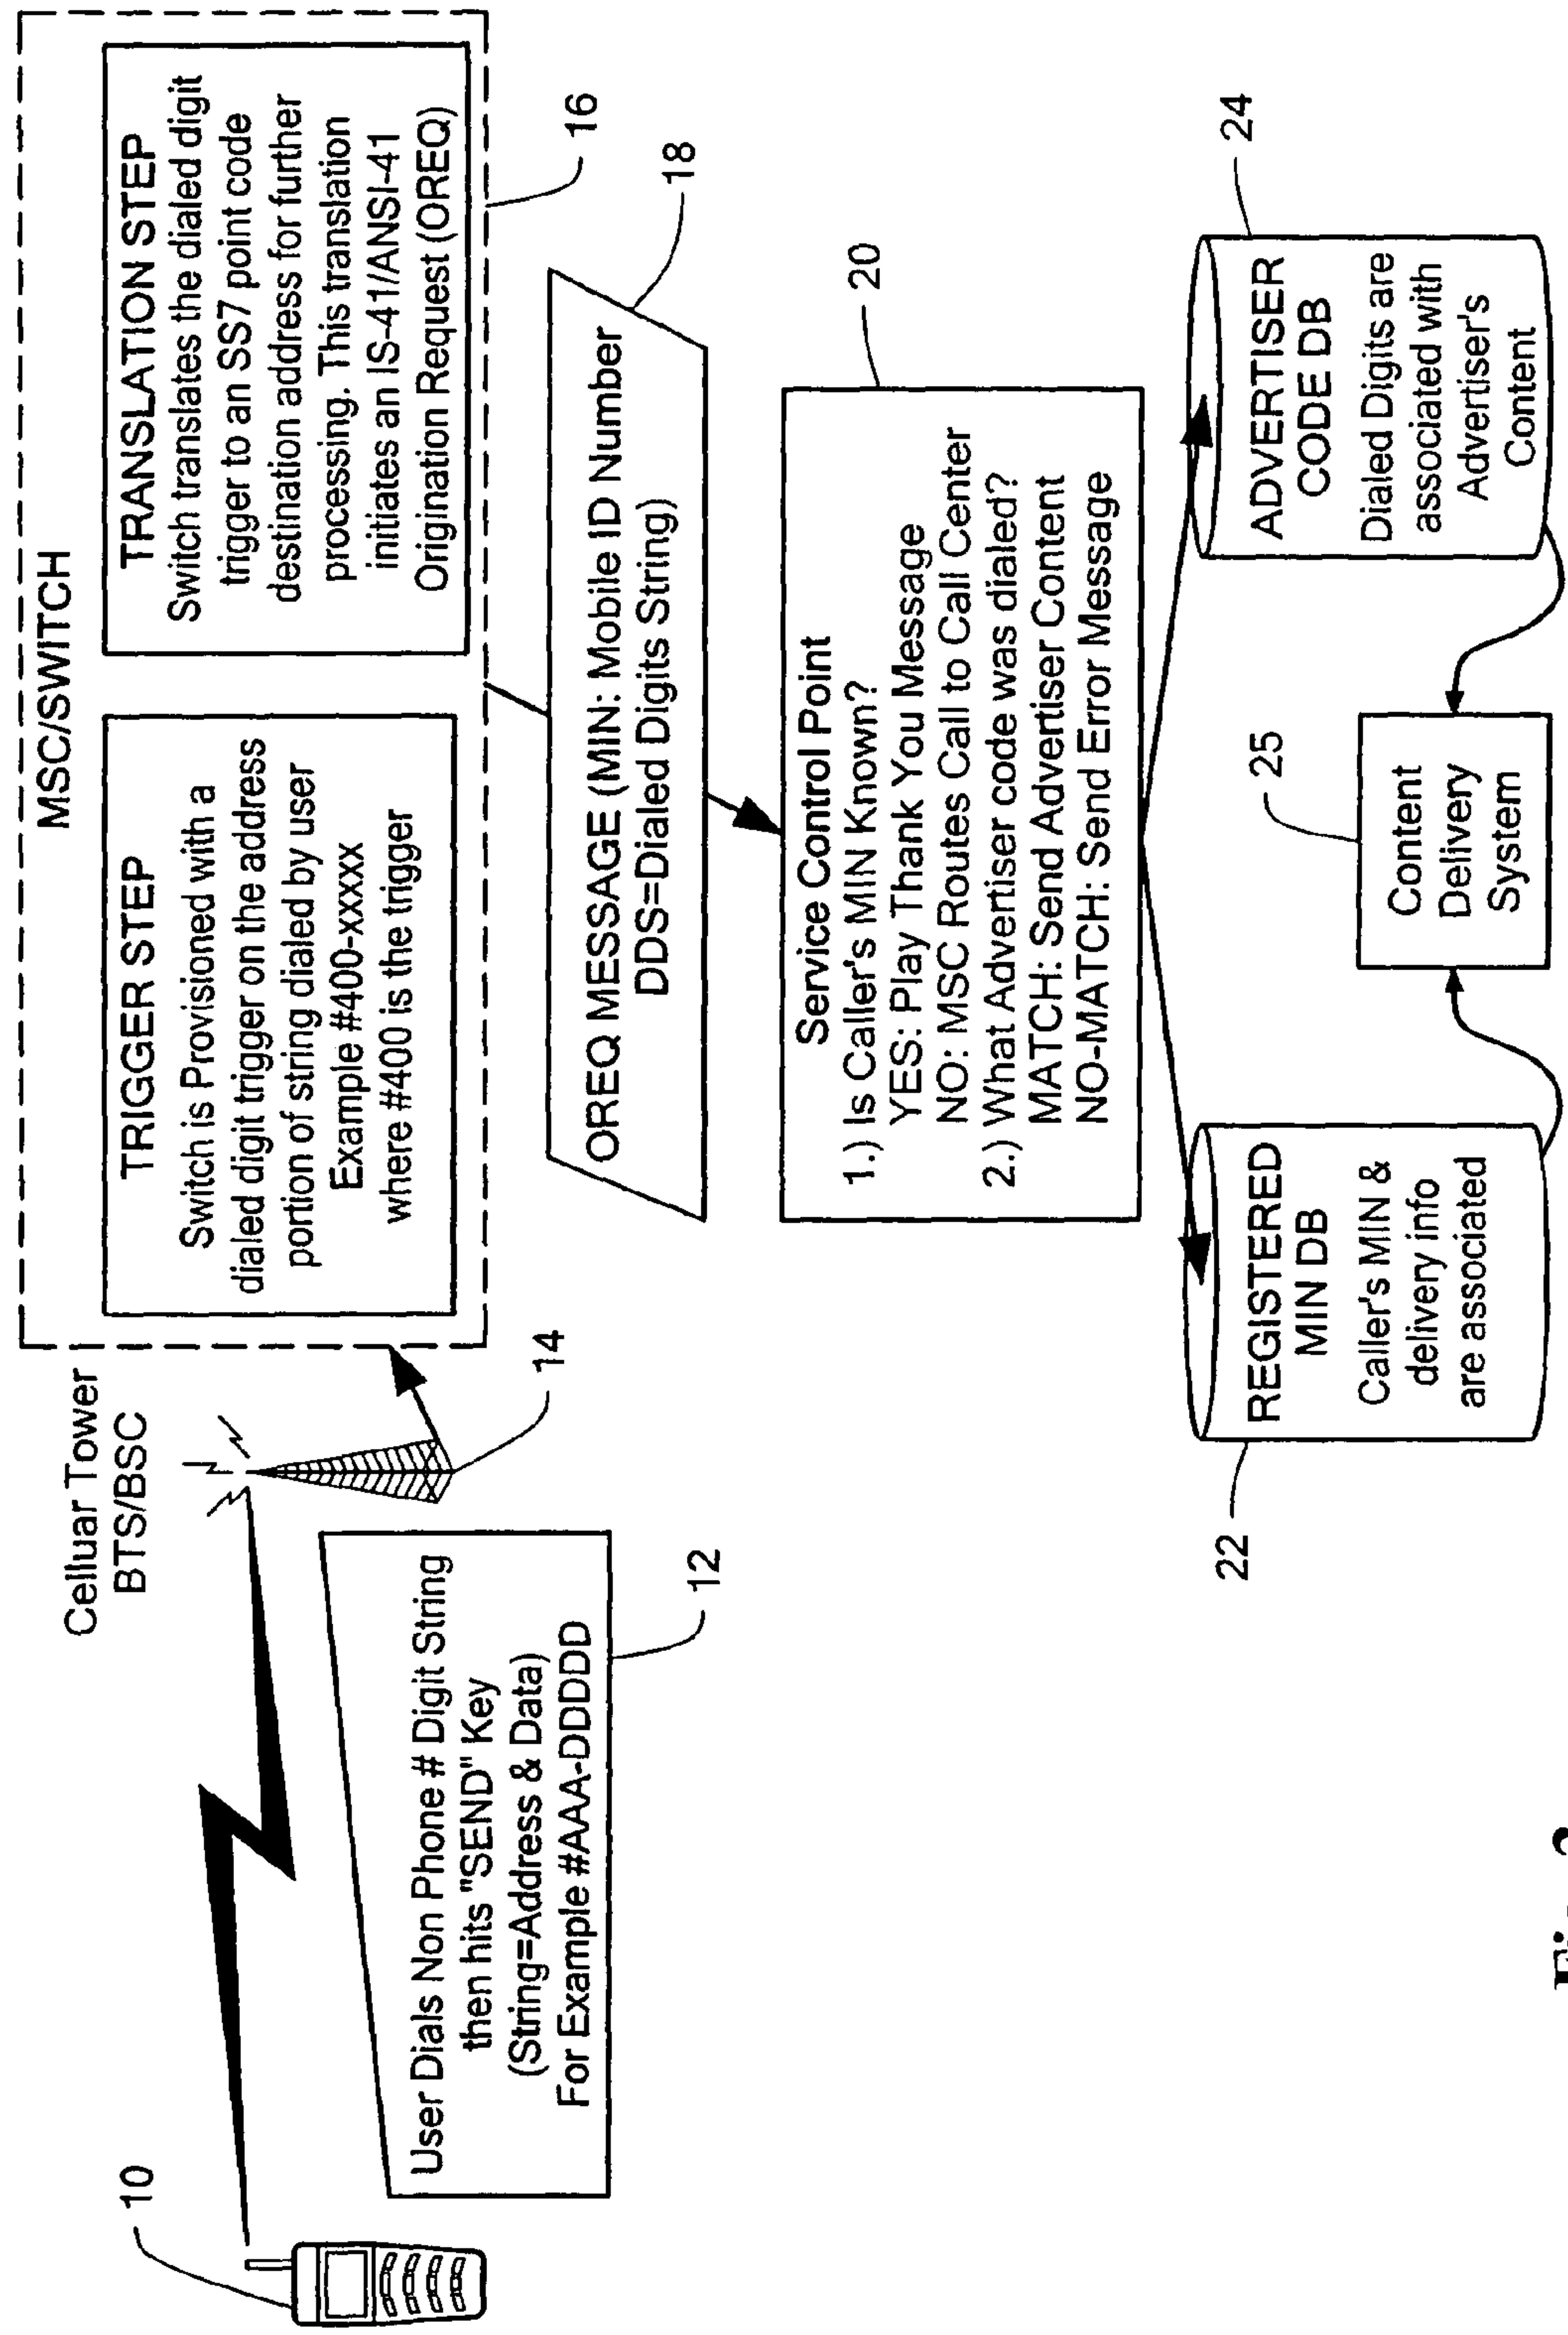 10
User Dials Non Phone # Digit String
then hits "SEND" Key
(String=Address & Data)
For Example #AAA-DDDDD
12
Celluar Tower
BTS/BSC
14
MSC/SWITCH
TRIGGER STEP
Switch is Provisioned with a
dialed digit trigger on the address
portion of string dialed by user
Example #400-xxxxx
where #400 is the trigger
TRANSLATION STEP
Switch translates the dialed digit
trigger to an SS7 point code
destination address for further
processing. This translation
initiates an IS-41/ANSI-41
Origination Request (OREQ)
16
OREQ MESSAGE (MIN: Mobile ID Number
DDS=Dialed Digits String)
18
Service Control Point
1.) Is Caller's MIN Known?
YES: Play Thank You Message
NO: MSC Routes Call to Call Center
2.) What Advertiser code was dialed?
MATCH: Send Advertiser Content
NO-MATCH: Send Error Message
20
22
REGISTERED
MIN DB
Caller's MIN &
delivery info
are associated
25
Content
Delivery
System
24
ADVERTISER
CODE DB
Dialed Digits are
associated with
Advertiser's
Content